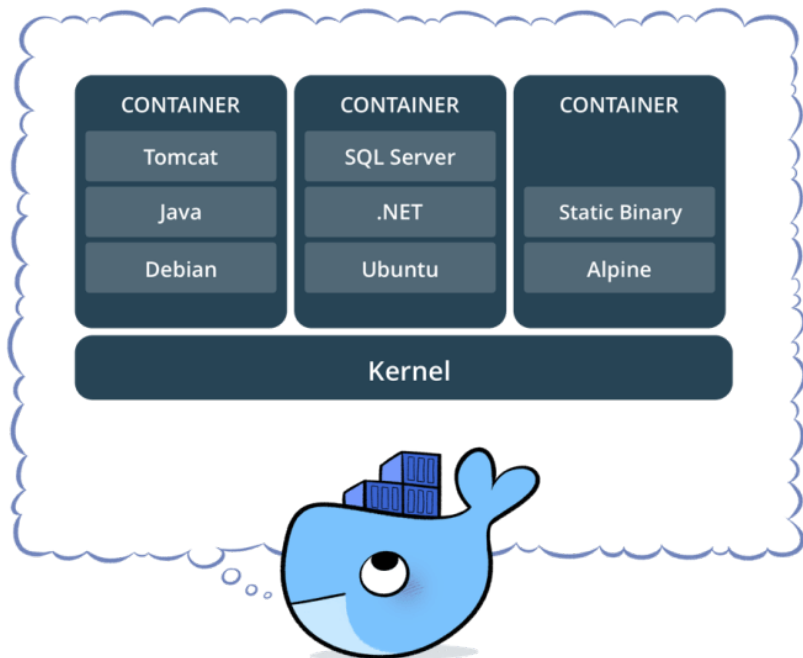 CONTAINER
Tomcat
Java
Debian
CONTAINER
SQL Server
.NET
Ubuntu
CONTAINER
Static Binary
Alpine
Kernel